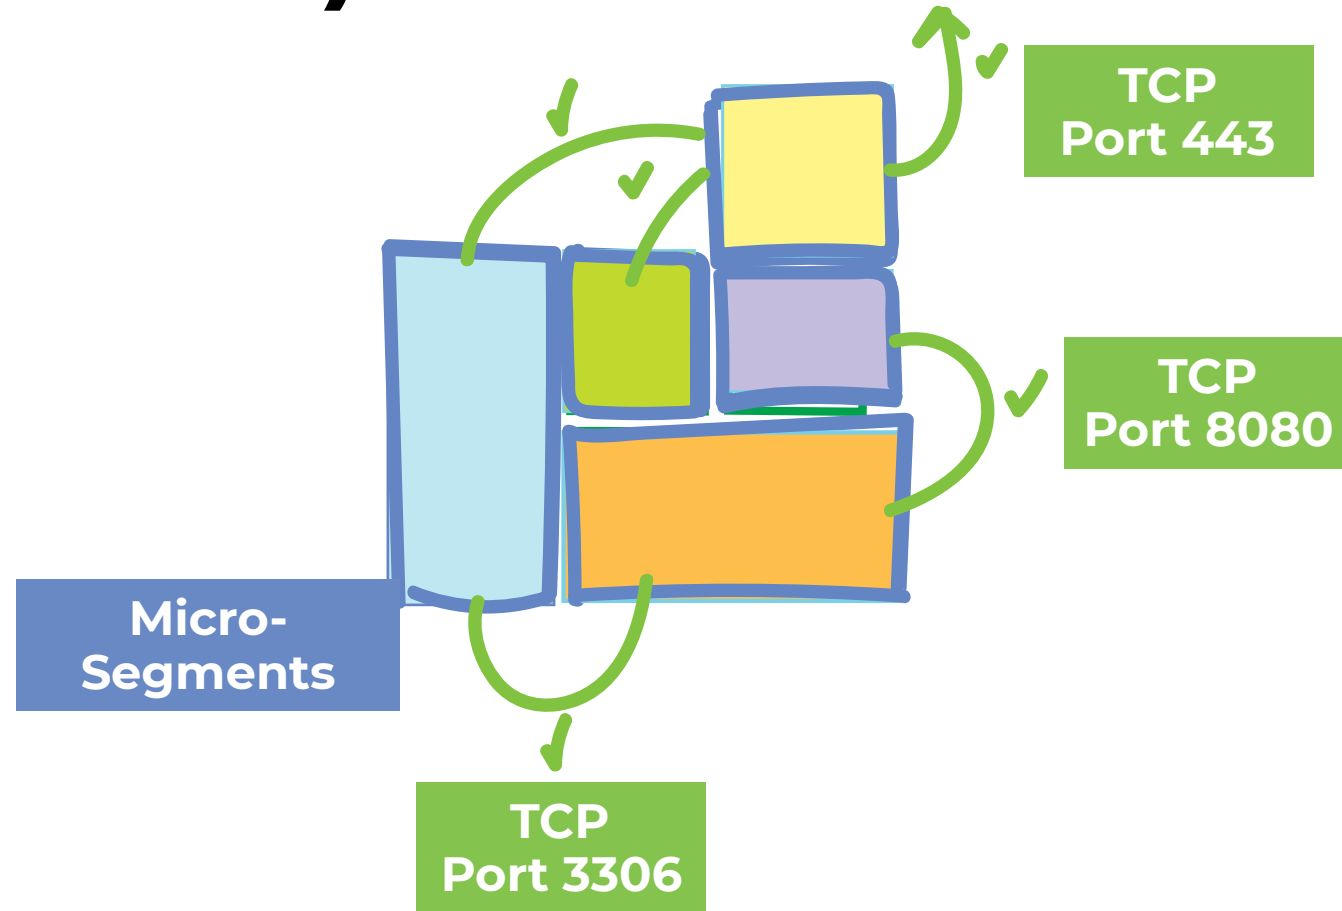 TCP
Port 443
TCP
Port 8080
Micro-
Segments
TCP
Port 3306